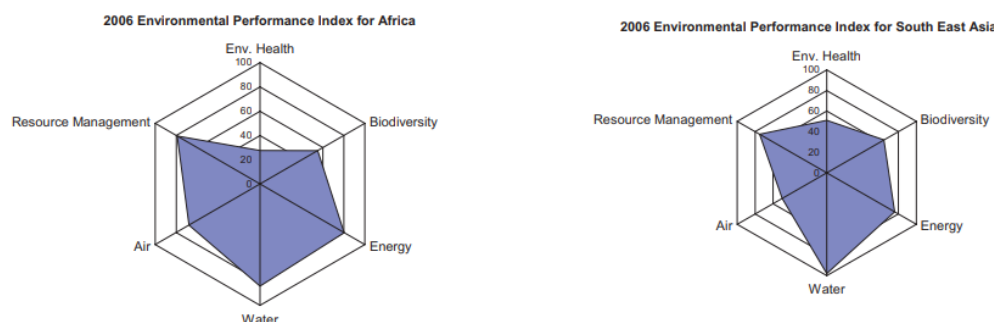 2006 Environmental Performance Index for Africa
Env. Health
100
80
60
40
20
0
Resource Management
Biodiversity
Air
Energy
Water
2006 Environmental Performance Index for South East Asia
Env. Health
100
80
60
40
20
0
Resource Management
Biodiversity
Air
Energy
Water